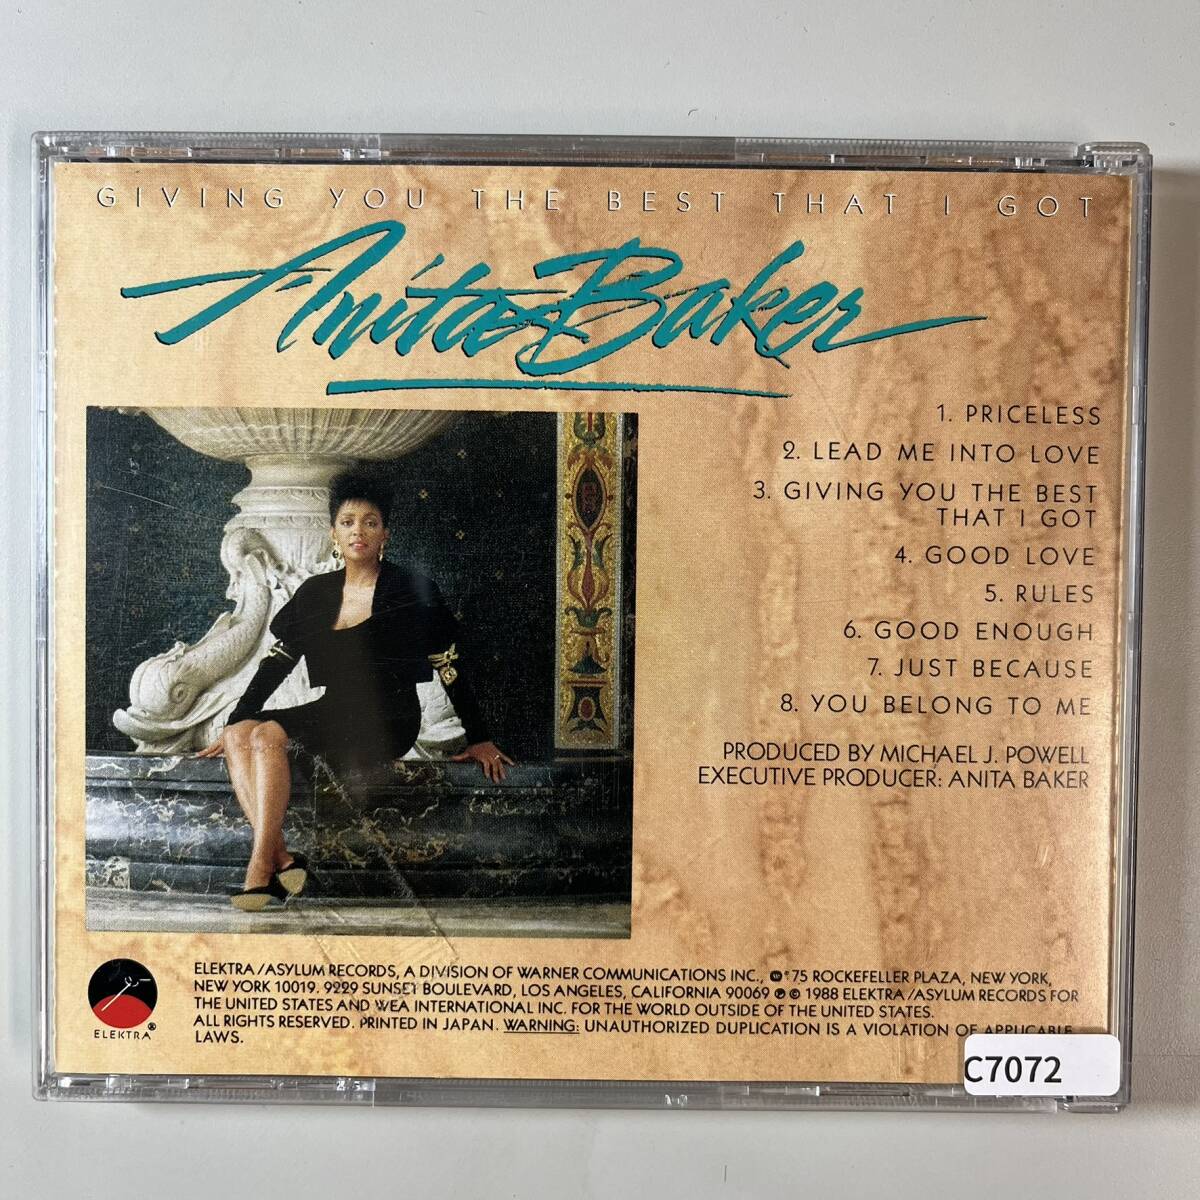 GIVING YOU THE BEST THAT I GOT
Anita Baker
1. PRICELESS
2. LEAD ME INTO LOVE
3. GIVING YOU THE BEST
THAT I GOT
4. GOOD LOVE
5. RULES
6. GOOD ENOUGH
7. JUST BECAUSE
8. YOU BELONG TO ME
PRODUCED BY MICHAEL J. POWELL
EXECUTIVE PRODUCER: ANITA BAKER
ELEKTRA/ASYLUM RECORDS, A DIVISION OF WARNER COMMUNICATIONS INC., 75 ROCKEFELLER PLAZA, NEW YORK,
NEW YORK 10019. 9229 SUNSET BOULEVARD, LOS ANGELES, CALIFORNIA 90069 ℗ © 1988 ELEKTRA/ASYLUM RECORDS FOR
THE UNITED STATES AND WEA INTERNATIONAL INC. FOR THE WORLD OUTSIDE OF THE UNITED STATES.
ALL RIGHTS RESERVED. PRINTED IN JAPAN. WARNING: UNAUTHORIZED DUPLICATION IS A VIOLATION OF APPLICABLE
LAWS.
ELEKTRA®
C7072